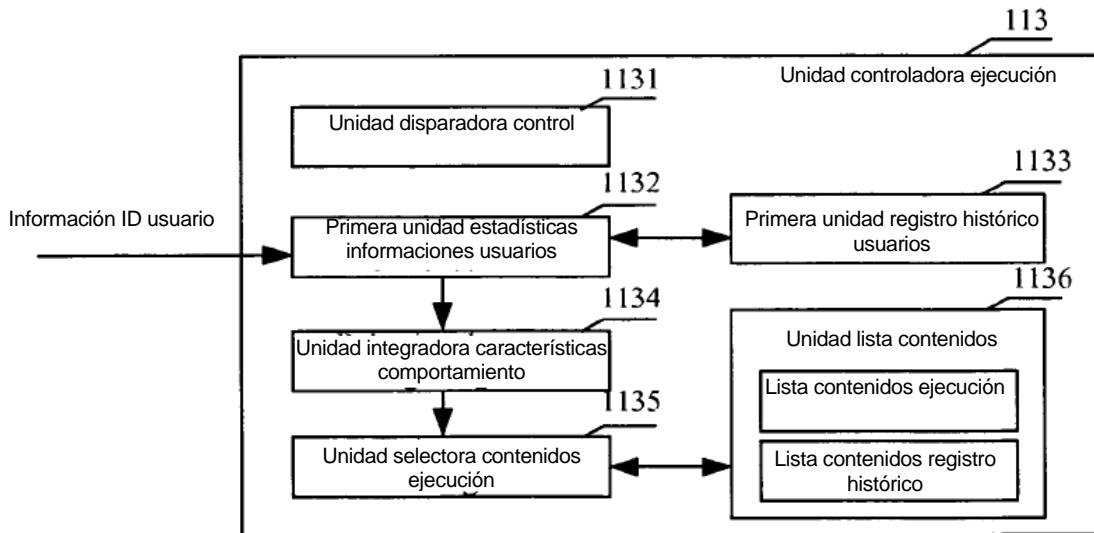 113
Unidad controladora ejecución
1131
Unidad disparadora control
1132
1133
Información ID usuario
Primera unidad estadísticas
informaciones usuarios
Primera unidad registro histórico
usuarios
1134
1136
Unidad integradora características
comportamiento
Unidad lista contenidos
Lista contenidos ejecución
1135
Unidad selectora contenidos
ejecución
Lista contenidos registro
histórico